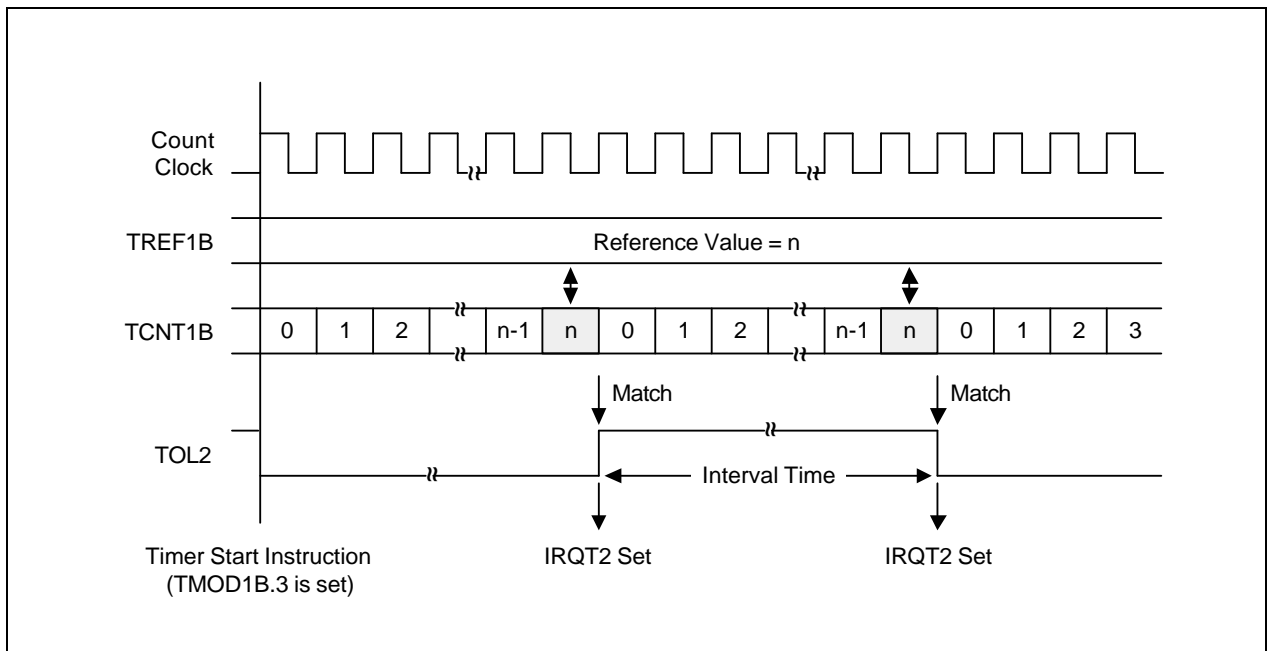 Count
Clock
TREF1B
Reference Value = n
TCNT1B
0 1 2 n-1 n 0 1 2 n-1 n 0 1 2 3
Match Match
TOL2
Interval Time
Timer Start Instruction
(TMOD1B.3 is set)
IRQT2 Set IRQT2 Set